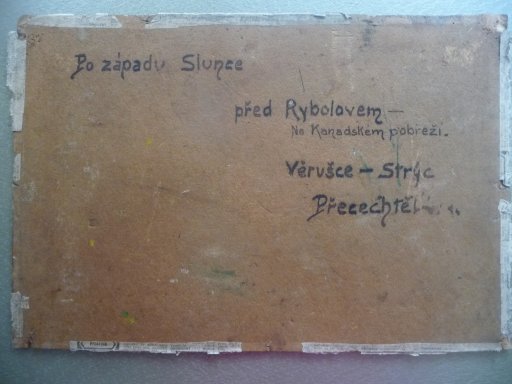 Po západu Slunce
před Rybolovem –
Na Kanadském pobřeží.
Věrušce – Strýc